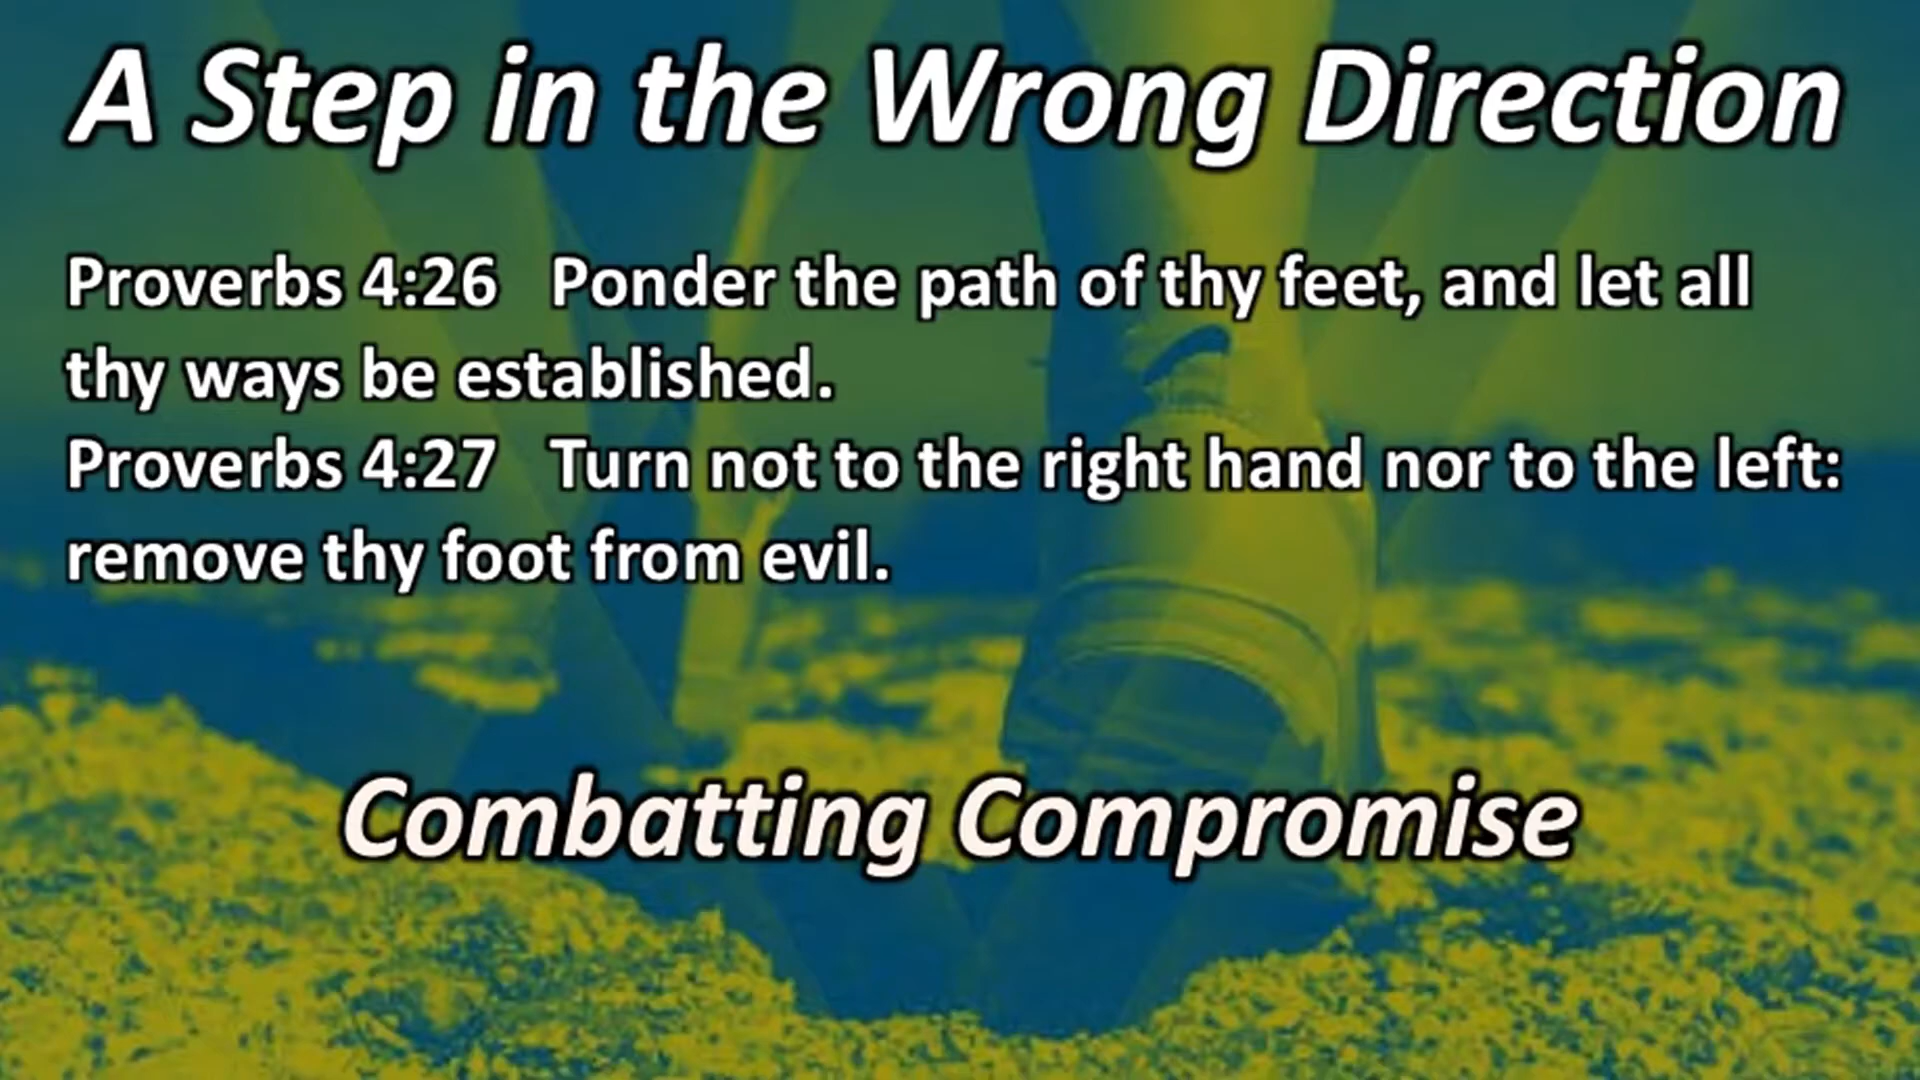 A Step in the Wrong Direction
Proverbs 4:26 Ponder the path of thy feet, and let all
thy ways be established.
Proverbs 4:27 Turn not to the right hand nor to the left:
remove thy foot from evil.
Combatting Compromise